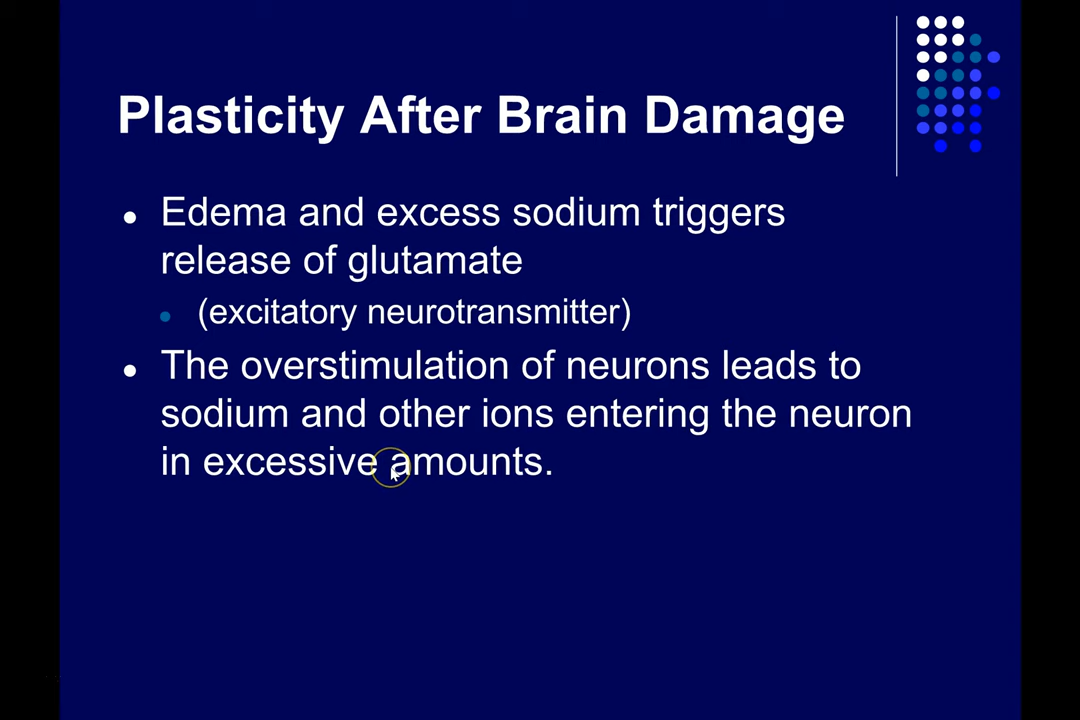 Plasticity After Brain Damage
Edema and excess sodium triggers
release of glutamate
(excitatory neurotransmitter)
The overstimulation of neurons leads to
sodium and other ions entering the neuron
in excessive amounts.